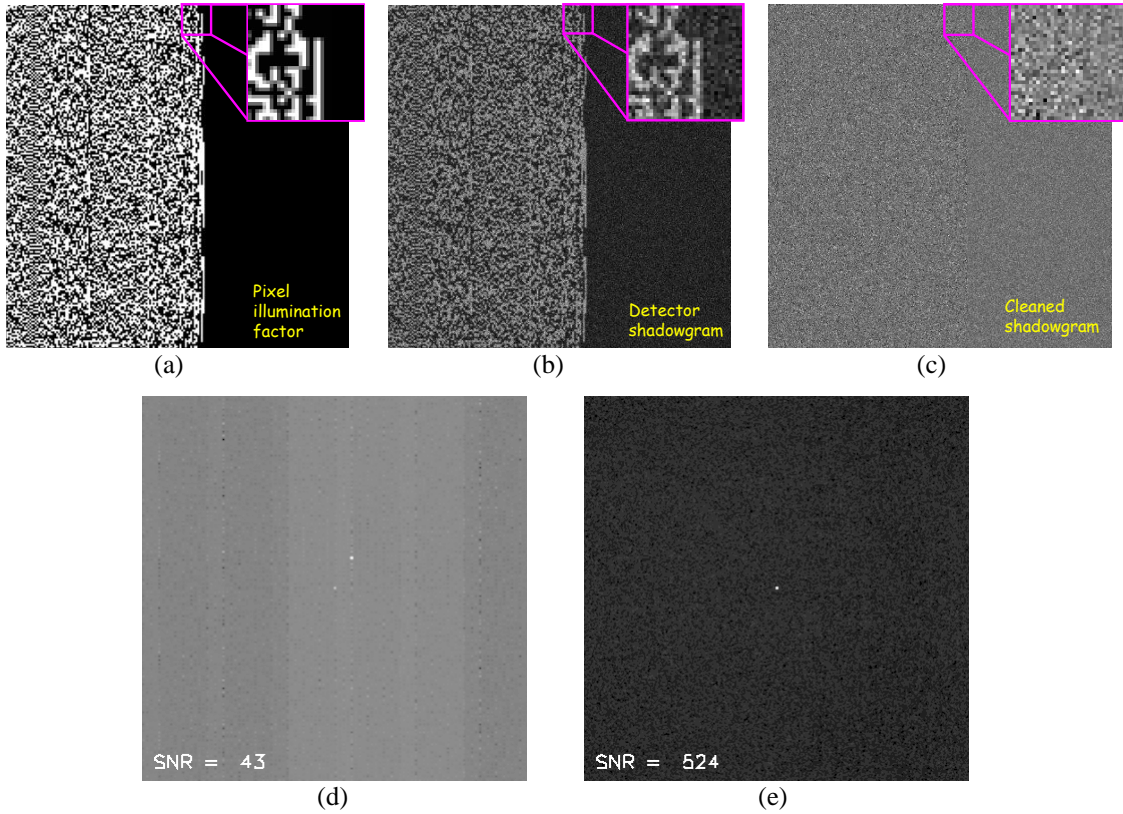 Pixel
illumination
factor
Detector
shadowgram
Cleaned
shadowgram
(a)
(b)
(c)
SNR = 43
SNR = 524
(d)
(e)